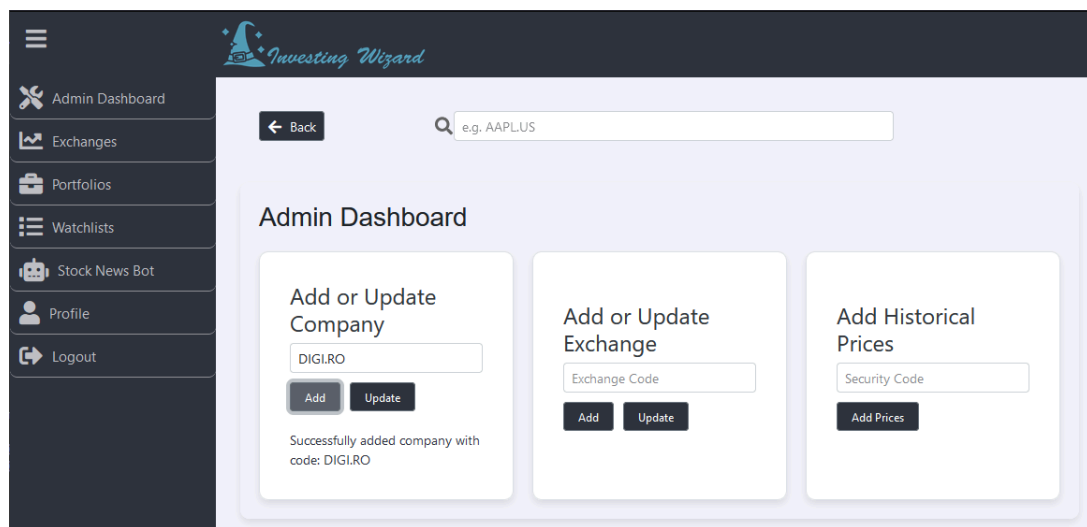 Investing Wizard
Admin Dashboard
Exchanges
Portfolios
Watchlists
Stock News Bot
Profile
Logout
Back
e.g. AAPL.US
Admin Dashboard
Add or Update
Company
DIGI.RO
Add Update
Successfully added company with
code: DIGI.RO
Add or Update
Exchange
Exchange Code
Add Update
Add Historical
Prices
Security Code
Add Prices